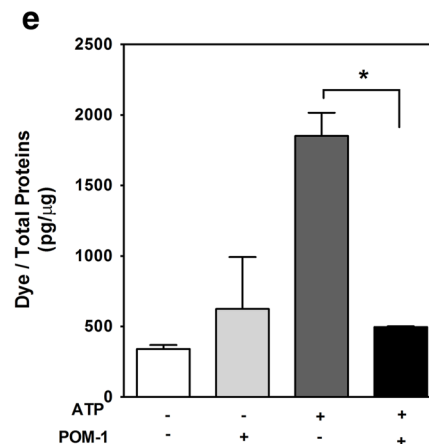 e
2500
2000
1500
1000
500
0
Dye / Total Proteins
(pg/μg)
*
ATP - - + +
POM-1 - + - +